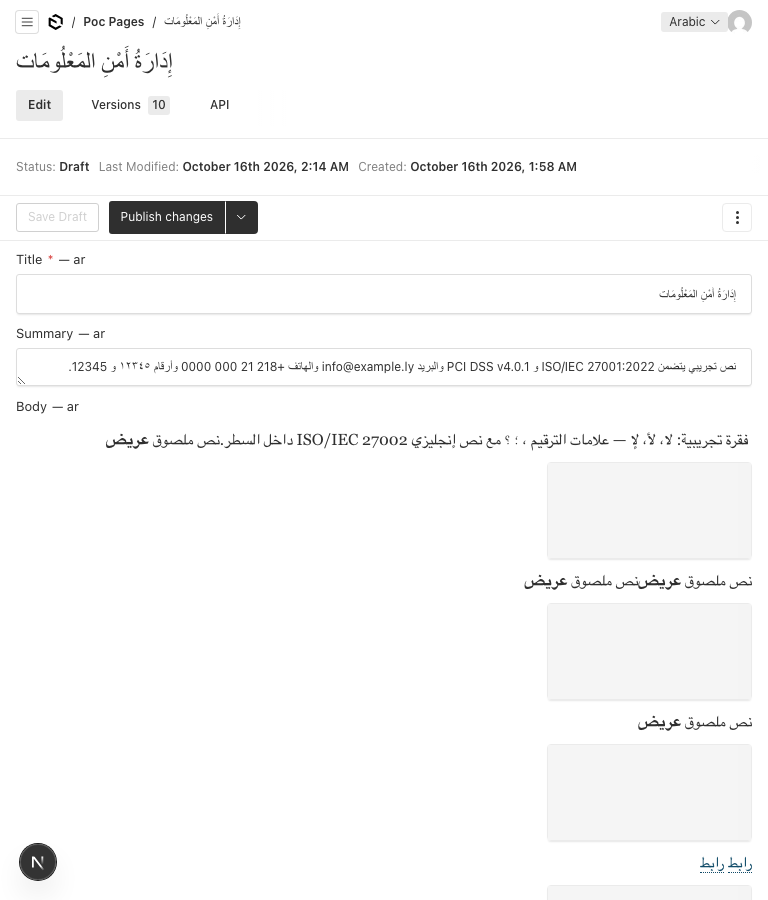 / Poc Pages / إِدَارَةُ أَمْنِ المَعْلُومَات
Arabic
إِدَارَةُ أَمْنِ المَعْلُومَات
Edit Versions 10 API
Status: Draft Last Modified: October 16th 2026, 2:14 AM Created: October 16th 2026, 1:58 AM
Save Draft Publish changes
Title * — ar
إِدَارَةُ أَمْنِ المَعْلُومَات
Summary — ar
نص تجريبي يتضمن ISO/IEC 27001:2022 و PCI DSS v4.0.1 والبريد info@example.ly والهاتف +218 21 000 0000 وأرقام ١٢٣٤٥ و 12345.
Body — ar
فقرة تجريبية: لا، لأ، لإ — علامات الترقيم ، ؛ ؟ مع نص إنجليزي ISO/IEC 27002 داخل السطر.نص ملصوق عريض
نص ملصوق عريضنص ملصوق عريض
نص ملصوق عريض
رابط رابط
N